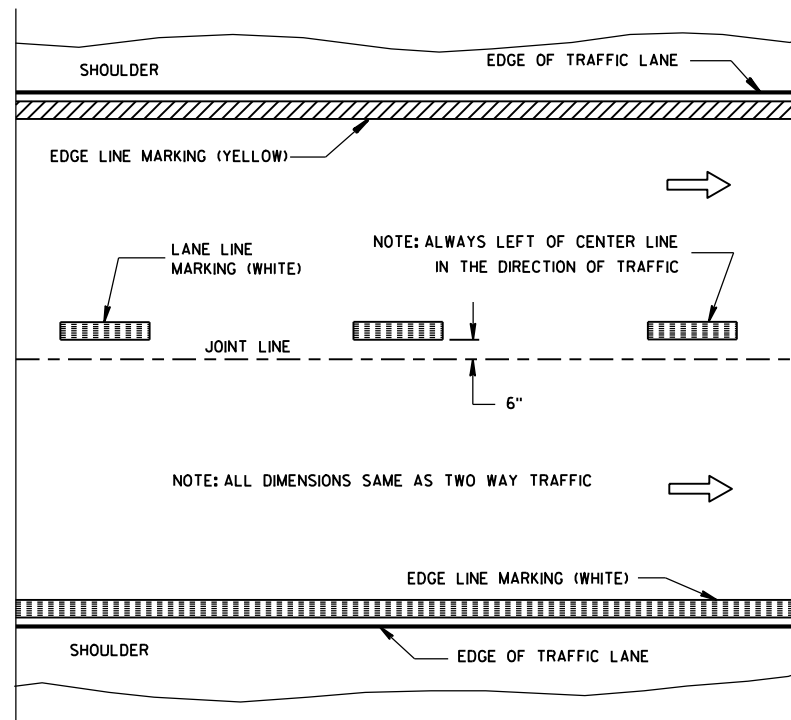 SHOULDER
EDGE OF TRAFFIC LANE
EDGE LINE MARKING (YELLOW)
LANE LINE
MARKING (WHITE)
NOTE: ALWAYS LEFT OF CENTER LINE
IN THE DIRECTION OF TRAFFIC
JOINT LINE
6"
NOTE: ALL DIMENSIONS SAME AS TWO WAY TRAFFIC
EDGE LINE MARKING (WHITE)
SHOULDER
EDGE OF TRAFFIC LANE